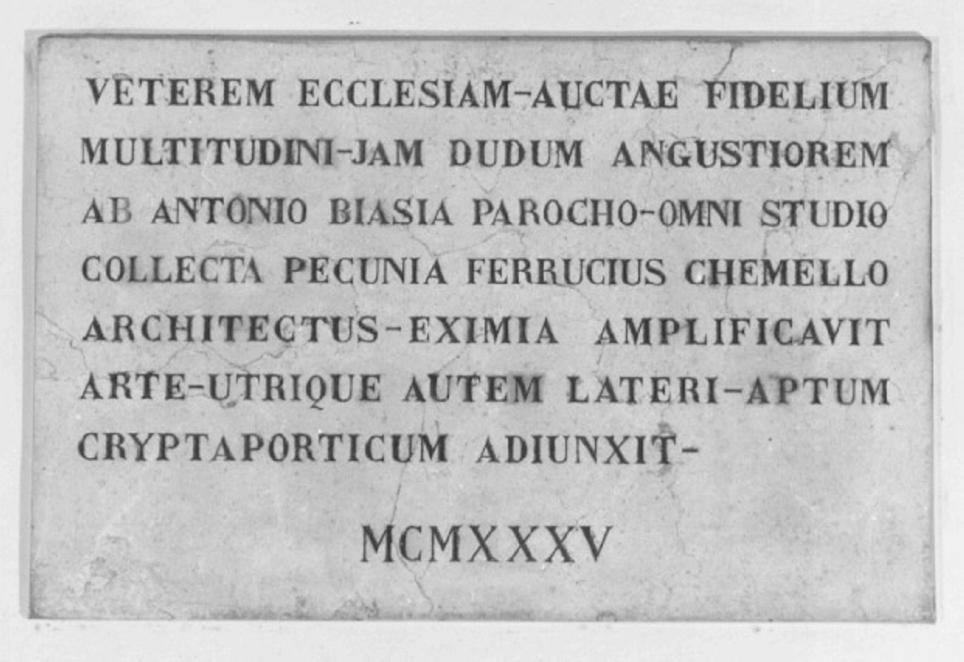 VETEREM ECCLESIAM-AUCTAE FIDELIUM
MULTITUDINI-JAM DUDUM ANGUSTIOREM
AB ANTONIO BIASIA PAROCHO-OMNI STUDIO
COLLECTA PECUNIA FERRUCIUS CHEMELLO
ARCHITECTUS-EXIMIA AMPLIFICAVIT
ARTE-UTRIQUE AUTEM LATERI-APTUM
CRYPTAPORTICUM ADIUNXIT-
MCMXXXV